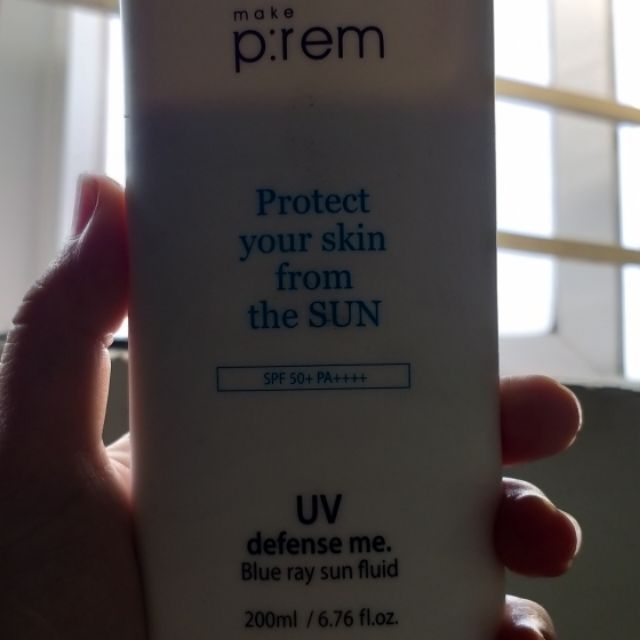 make
p:rem
Protect
your skin
from
the SUN
SPF 50+ PA++++
UV
defense me.
Blue ray sun fluid
200ml / 6.76 fl.oz.